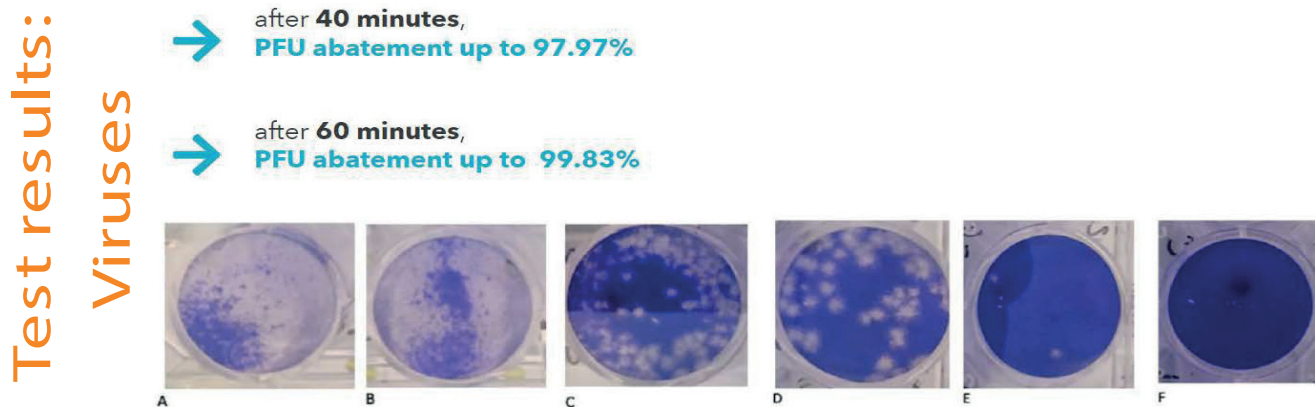 Test results:
Viruses
after 40 minutes,
PFU abatement up to 97.97%
after 60 minutes,
PFU abatement up to 99.83%
A
B
C
D
E
F